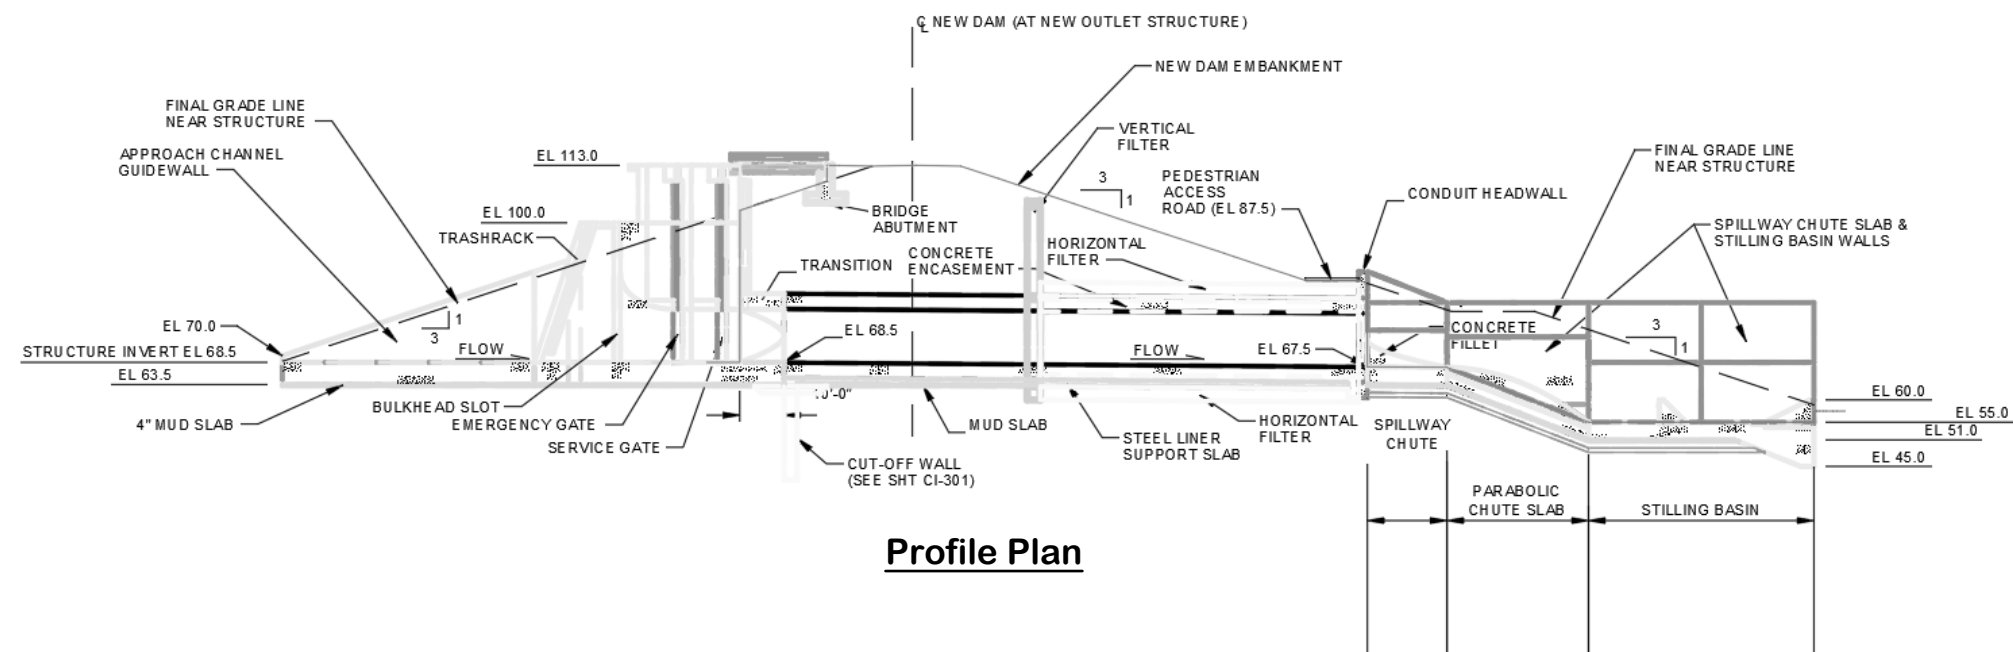 ℄ NEW DAM (AT NEW OUTLET STRUCTURE)
NEW DAM EMBANKMENT
FINAL GRADE LINE
NEAR STRUCTURE
VERTICAL
FILTER
APPROACH CHANNEL
GUIDEWALL
EL 113.0
FINAL GRADE LINE
NEAR STRUCTURE
3
1
PEDESTRIAN
ACCESS
ROAD (EL 87.5)
CONDUIT HEADWALL
EL 100.0
TRASHRACK
BRIDGE
ABUTMENT
SPILLWAY CHUTE SLAB &
STILLING BASIN WALLS
HORIZONTAL
FILTER
CONCRETE
ENCASEMENT
TRANSITION
EL 70.0
1
3
EL 68.5
CONCRETE
FILLET
3
1
STRUCTURE INVERT EL 68.5
FLOW
FLOW
EL 67.5
EL 63.5
EL 60.0
BULKHEAD SLOT
EMERGENCY GATE
SERVICE GATE
4" MUD SLAB
MUD SLAB
STEEL LINER
SUPPORT SLAB
HORIZONTAL
FILTER
SPILLWAY
CHUTE
EL 55.0
EL 51.0
EL 45.0
CUT-OFF WALL
(SEE SHT CI-301)
PARABOLIC
CHUTE SLAB
STILLING BASIN
Profile Plan